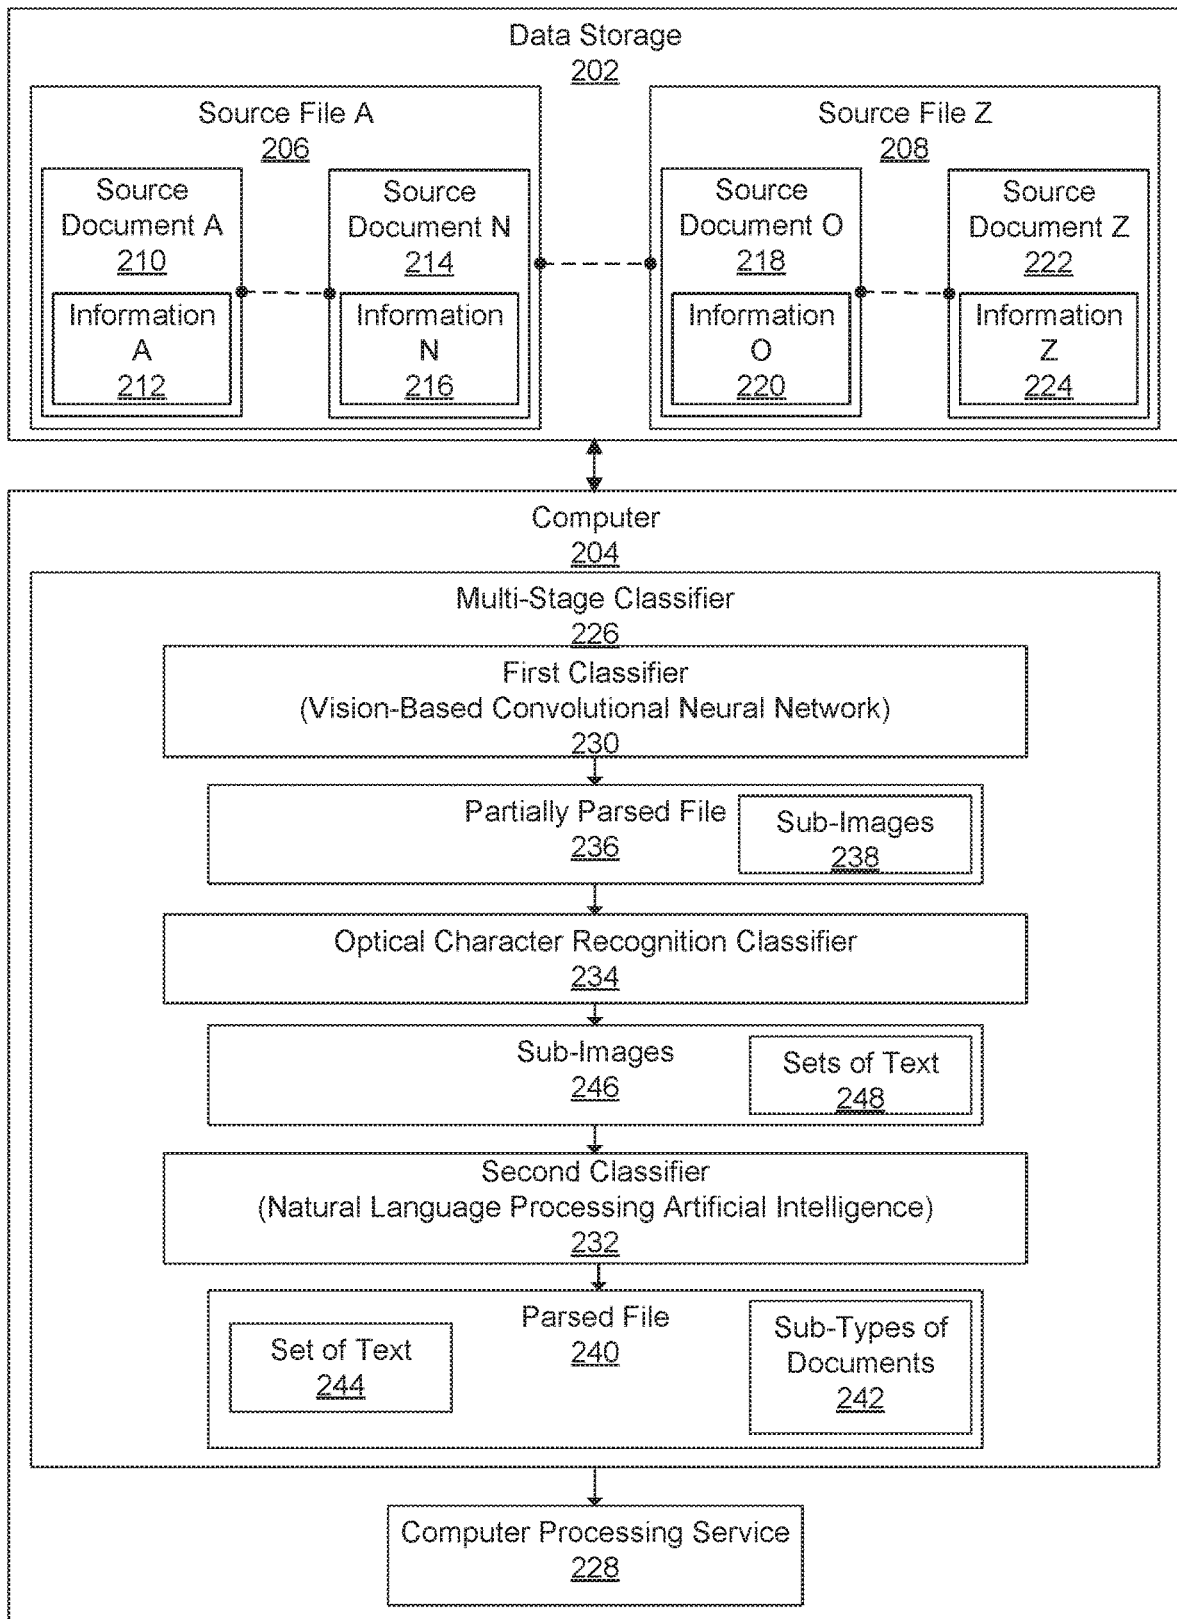 Data Storage
202
Source File A
206
Source
Document A
210
Information
A
212
Source
Document N
214
Information
N
216
Source File Z
208
Source
Document O
218
Information
O
220
Source
Document Z
222
Information
Z
224
Computer
204
Multi-Stage Classifier
226
First Classifier
(Vision-Based Convolutional Neural Network)
230
Partially Parsed File
236
Sub-Images
238
Optical Character Recognition Classifier
234
Sub-Images
246
Sets of Text
248
Second Classifier
(Natural Language Processing Artificial Intelligence)
232
Parsed File
240
Set of Text
244
Sub-Types of
Documents
242
Computer Processing Service
228